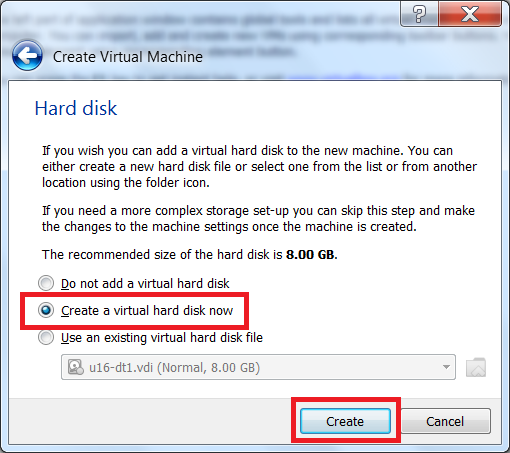 Create Virtual Machine
Hard disk
If you wish you can add a virtual hard disk to the new machine. You can
either create a new hard disk file or select one from the list or from another
location using the folder icon.
If you need a more complex storage set-up you can skip this step and make
the changes to the machine settings once the machine is created.
The recommended size of the hard disk is 8.00 GB.
Do not add a virtual hard disk
Create a virtual hard disk now
Use an existing virtual hard disk file
u16-dt1.vdi (Normal, 8.00 GB)
Create
Cancel